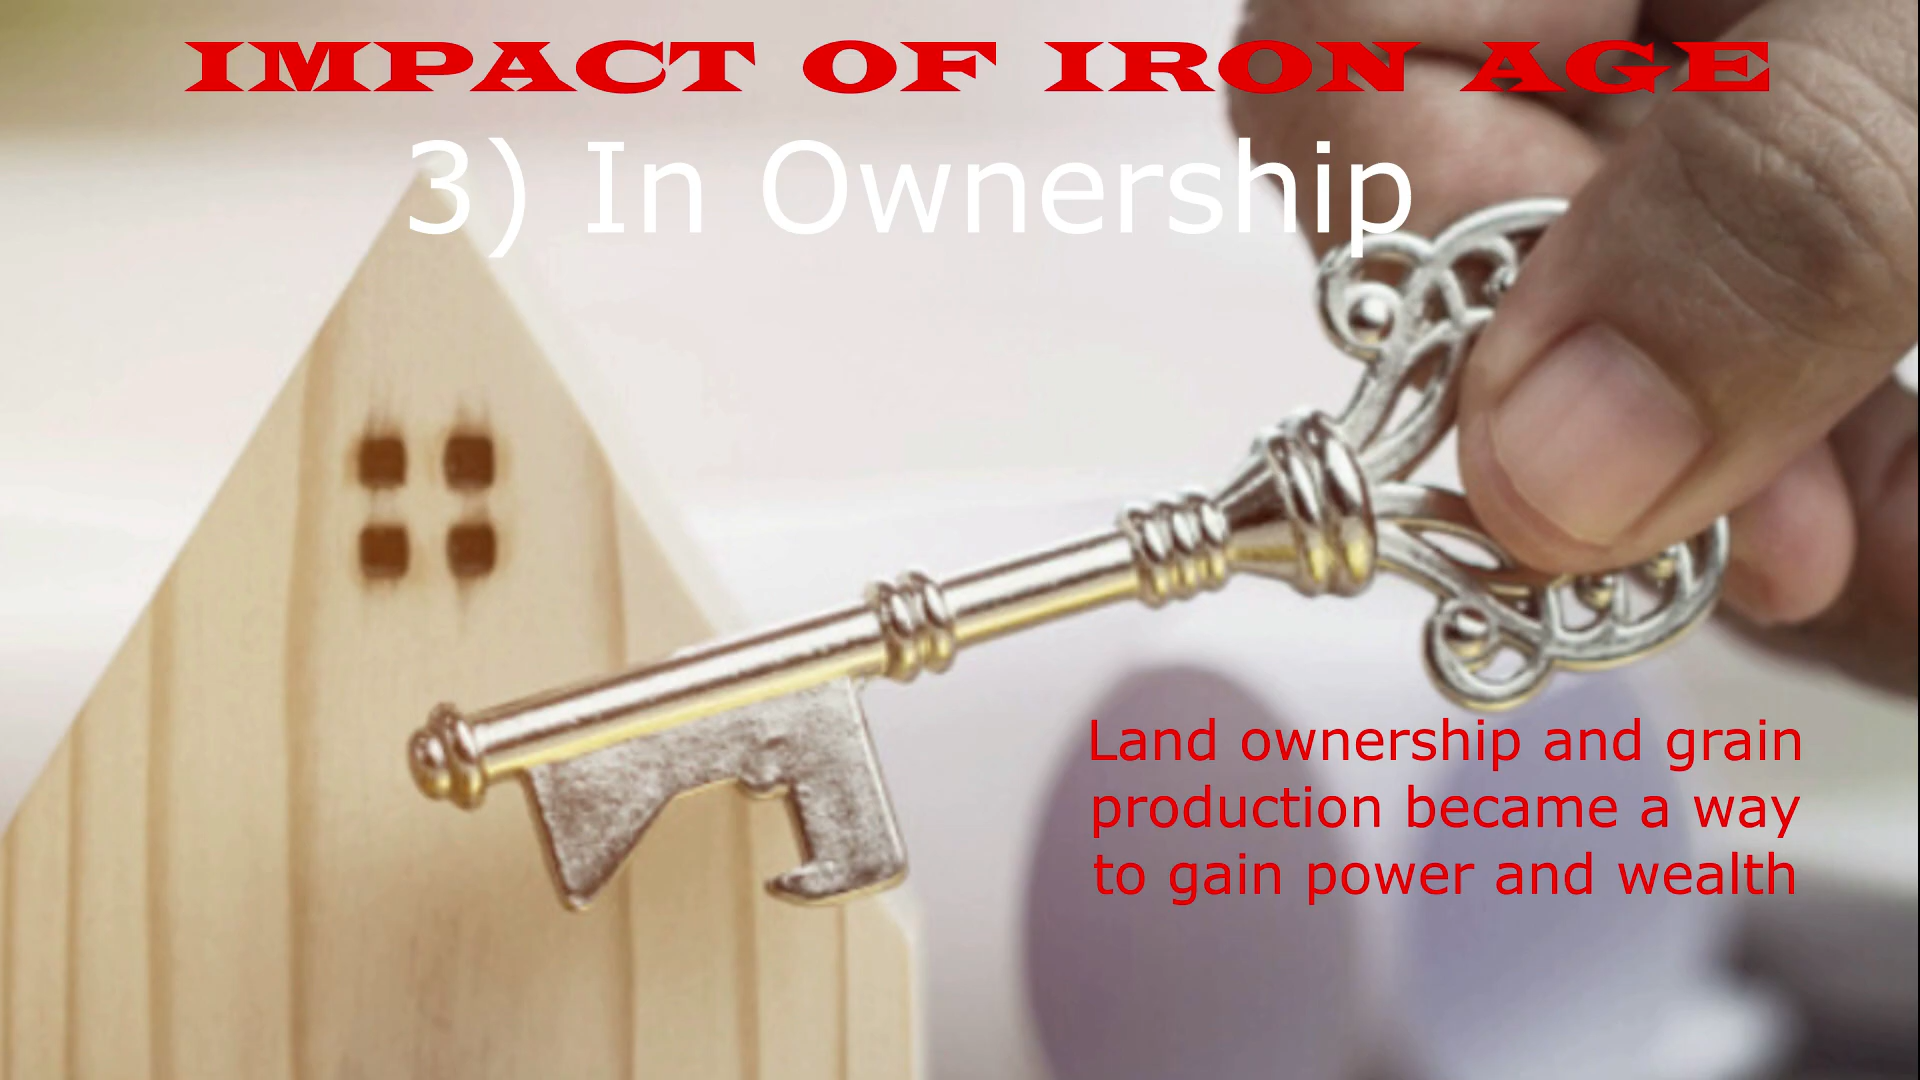 IMPACT OF IRON AGE
3) In Ownership
Land ownership and grain
production became a way
to gain power and wealth